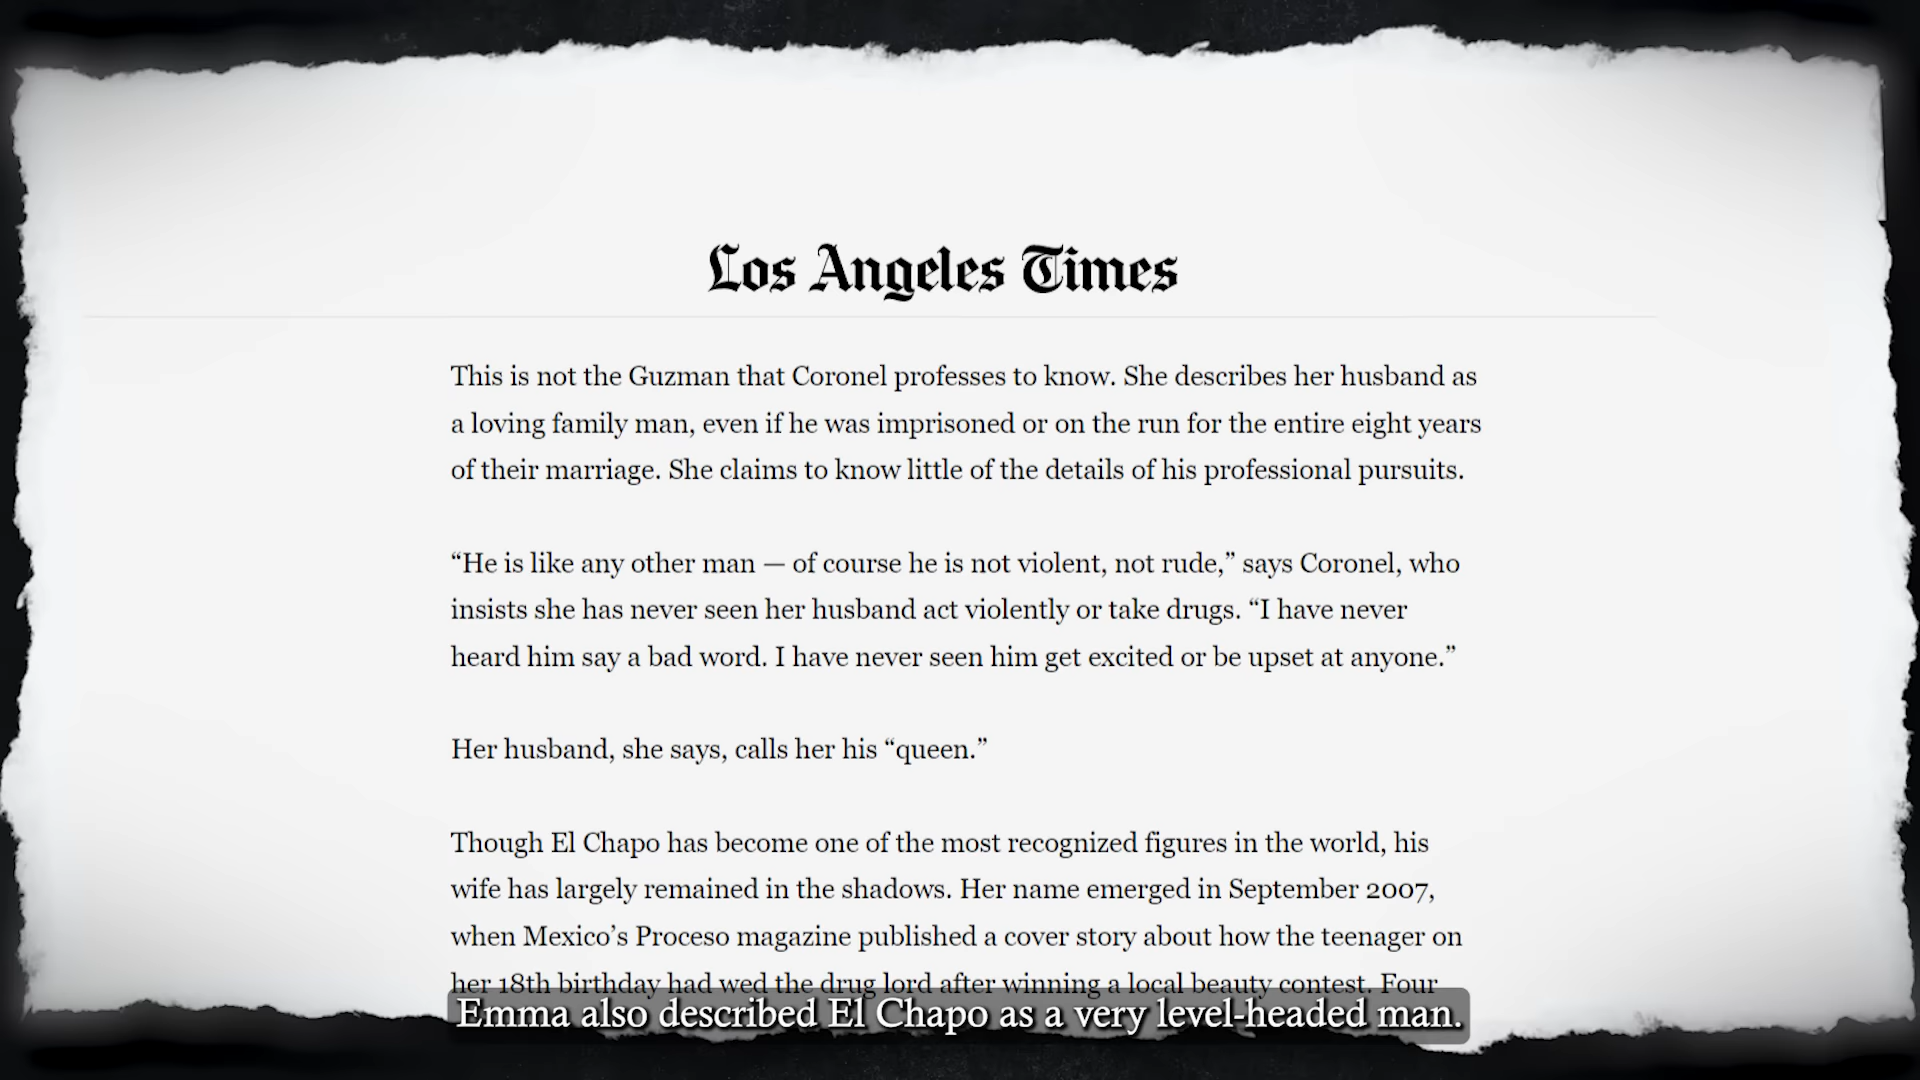 Los Angeles Times
This is not the Guzman that Coronel professes to know. She describes her husband as
a loving family man, even if he was imprisoned or on the run for the entire eight years
of their marriage. She claims to know little of the details of his professional pursuits.
“He is like any other man — of course he is not violent, not rude,” says Coronel, who
insists she has never seen her husband act violently or take drugs. “I have never
heard him say a bad word. I have never seen him get excited or be upset at anyone.”
Her husband, she says, calls her his “queen.”
Though El Chapo has become one of the most recognized figures in the world, his
wife has largely remained in the shadows. Her name emerged in September 2007,
when Mexico’s Proceso magazine published a cover story about how the teenager on
her 18th birthday had wed the drug lord after winning a local beauty contest. Four
Emma also described El Chapo as a very level-headed man.